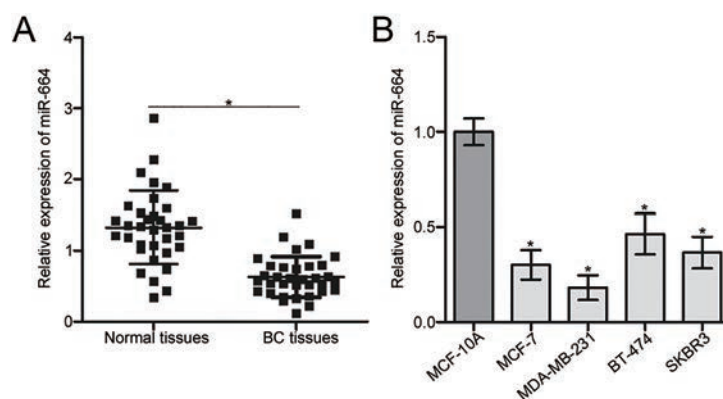 A
Relative expression of miR-664
4
3
2
1
0
*
Normal tissues
BC tissues
B
Relative expression of miR-664
1.5
1.0
0.5
0.0
*
*
*
*
MCF-10A
MCF-7
MDA-MB-231
BT-474
SKBR3